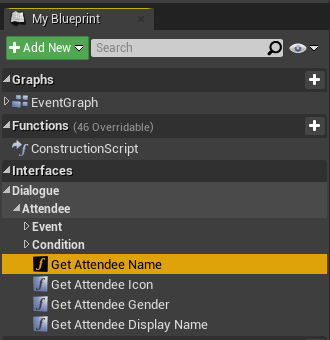 My Blueprint
+ Add New
Search
Graphs
EventGraph
Functions (46 Overridable)
ConstructionScript
Interfaces
Dialogue
Attendee
Event
Condition
Get Attendee Name
Get Attendee Icon
Get Attendee Gender
Get Attendee Display Name